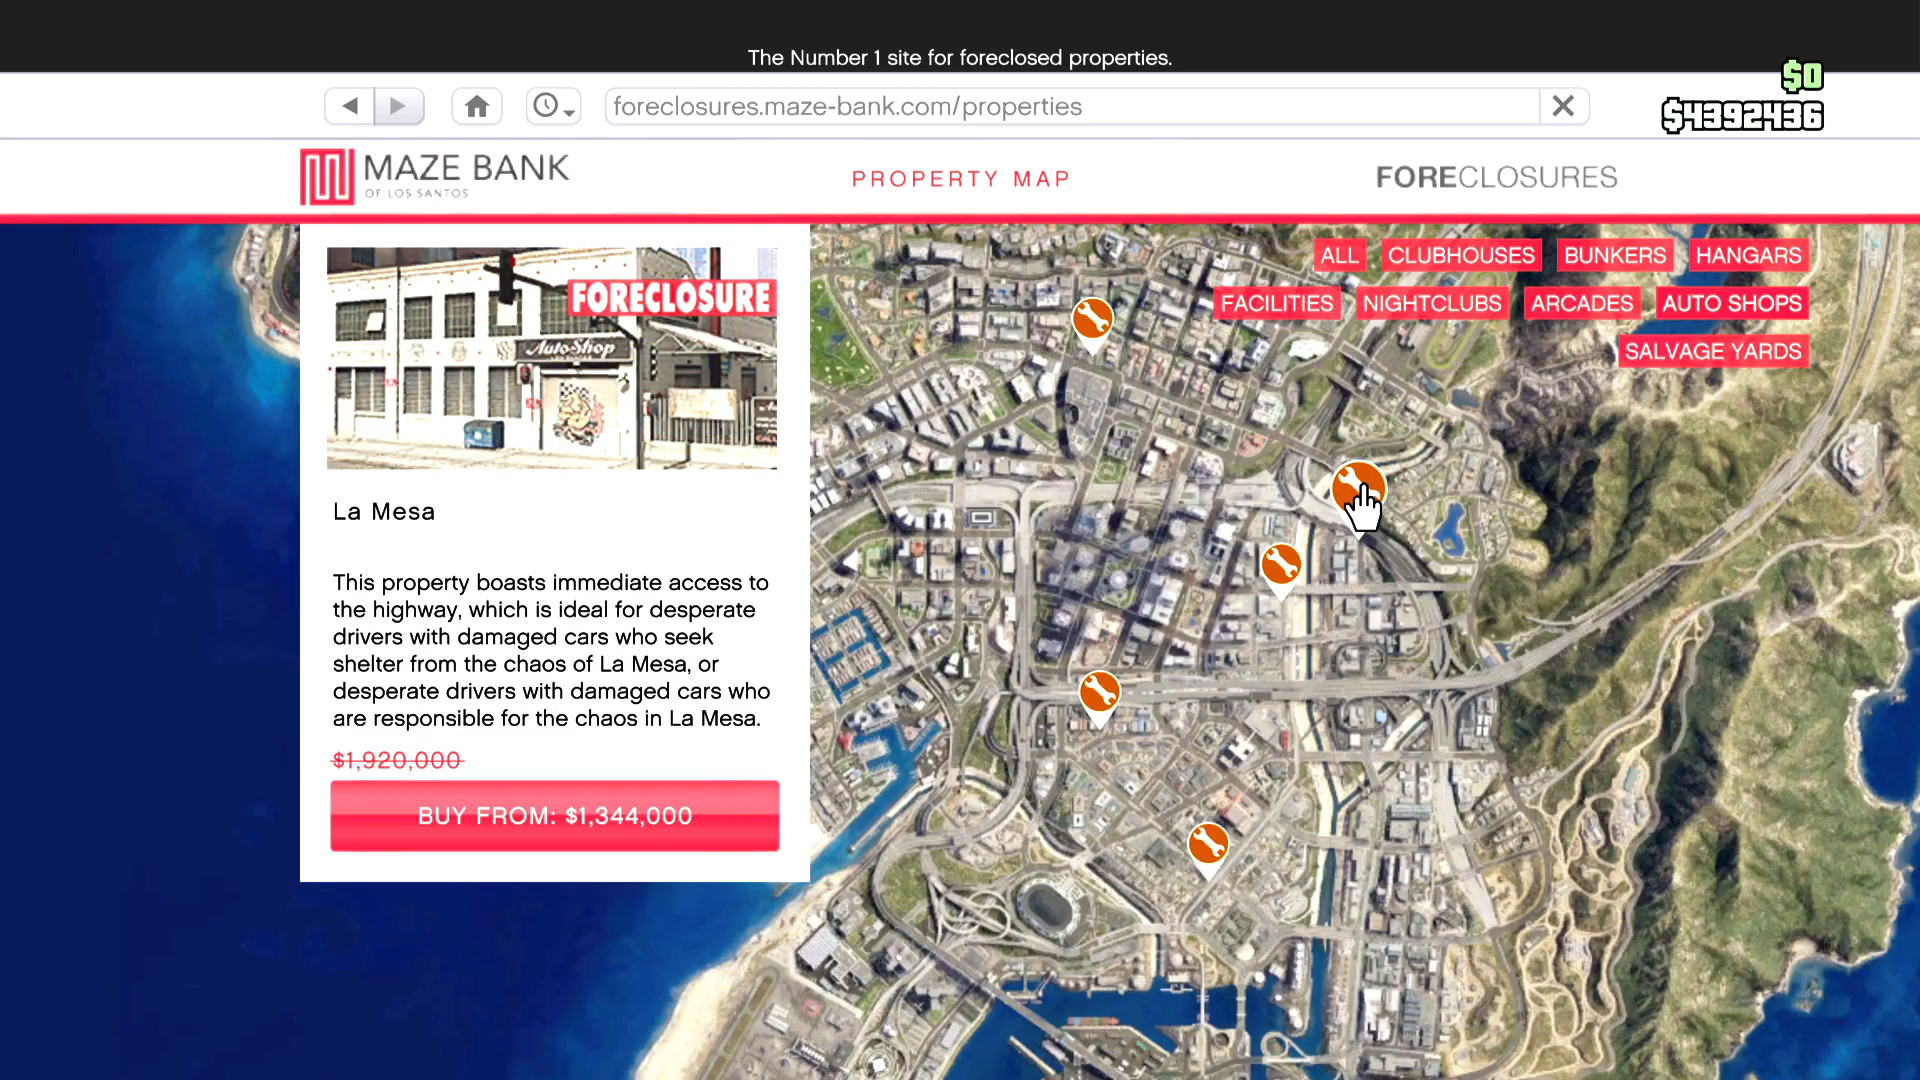 The Number 1 site for foreclosed properties.
$0
foreclosures.maze-bank.com/properties
$4392436
MAZE BANK
OF LOS SANTOS
PROPERTY MAP
FORECLOSURES
FORECLOSURE
AutoShop
ALL
CLUBHOUSES
BUNKERS
HANGARS
FACILITIES
NIGHTCLUBS
ARCADES
AUTO SHOPS
SALVAGE YARDS
La Mesa
This property boasts immediate access to
the highway, which is ideal for desperate
drivers with damaged cars who seek
shelter from the chaos of La Mesa, or
desperate drivers with damaged cars who
are responsible for the chaos in La Mesa.
$1,920,000
BUY FROM: $1,344,000